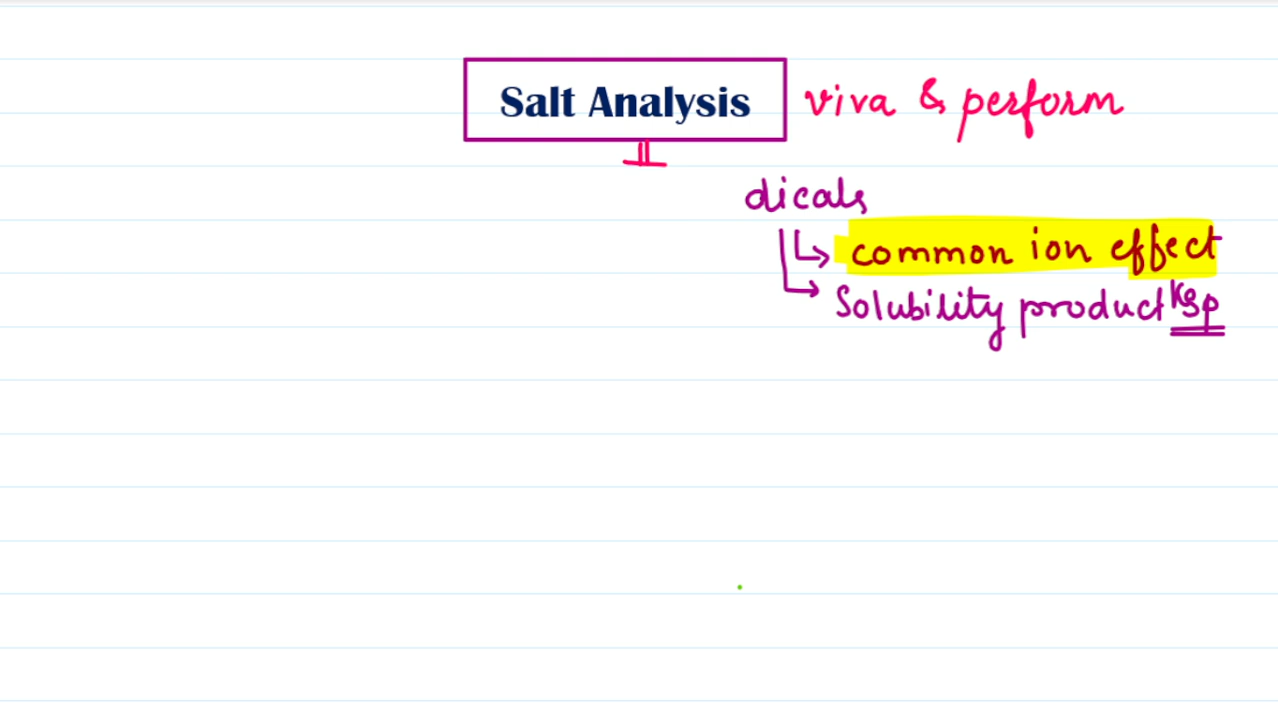 Salt Analysis viva & perform
dicals
common ion effect
Solubility product Ksp